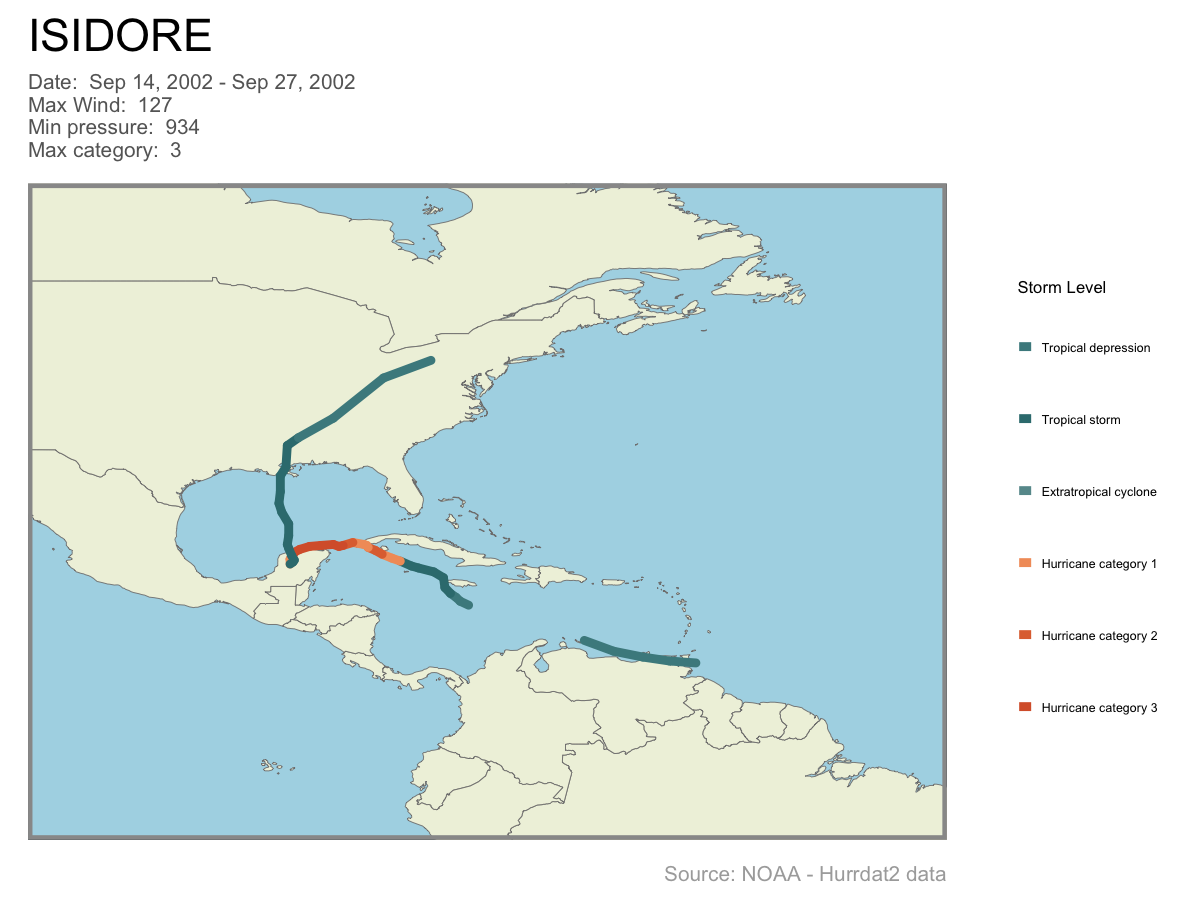 ISIDORE
Date:  Sep 14, 2002 - Sep 27, 2002
Max Wind:  127
Min pressure:  934
Max category:  3
Storm Level
Tropical depression
Tropical storm
Extratropical cyclone
Hurricane category 1
Hurricane category 2
Hurricane category 3
Source: NOAA - Hurrdat2 data